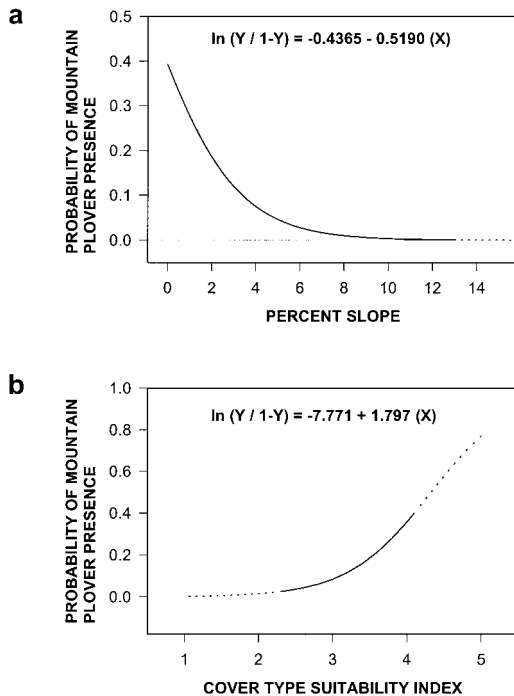 a
ln (Y / 1-Y) = -0.4365 - 0.5190 (X)
PROBABILITY OF MOUNTAIN
PLOVER PRESENCE
0.5
0.4
0.3
0.2
0.1
0.0
0 2 4 6 8 10 12 14
PERCENT SLOPE
b
ln (Y / 1-Y) = -7.771 + 1.797 (X)
PROBABILITY OF MOUNTAIN
PLOVER PRESENCE
1.0
0.8
0.6
0.4
0.2
0.0
1 2 3 4 5
COVER TYPE SUITABILITY INDEX